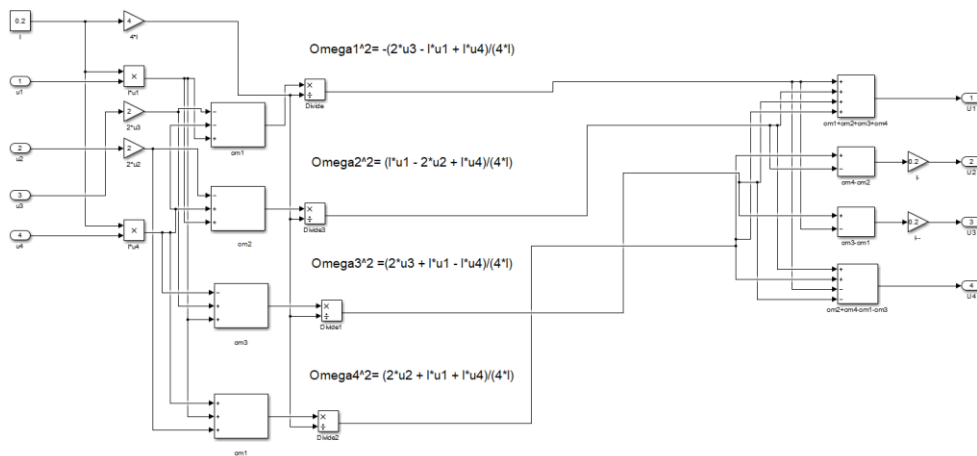 0.2
l
4
4*l
Omega1^2= -(2*u3 - l*u1 + l*u4)/(4*l)
1
u1
×
l*u1
2
2*u3
−
−
+
om1
×
÷
Divide
+
+
+
+
om1+om2+om3+om4
1
U1
2
u2
2
2*u2
Omega2^2= (l*u1 - 2*u2 + l*u4)/(4*l)
+
−
om4-om2
0.2
l-
2
U2
3
u3
−
+
+
om2
×
÷
Divide3
+
−
om3-om1
0.2
l--
3
U3
4
u4
×
l*u4
Omega3^2 =(2*u3 + l*u1 - l*u4)/(4*l)
+
+
−
−
om2+om4-om1-om3
4
U4
−
+
+
om3
×
÷
Divide1
Omega4^2= (2*u2 + l*u1 + l*u4)/(4*l)
+
+
+
om1
×
÷
Divide2